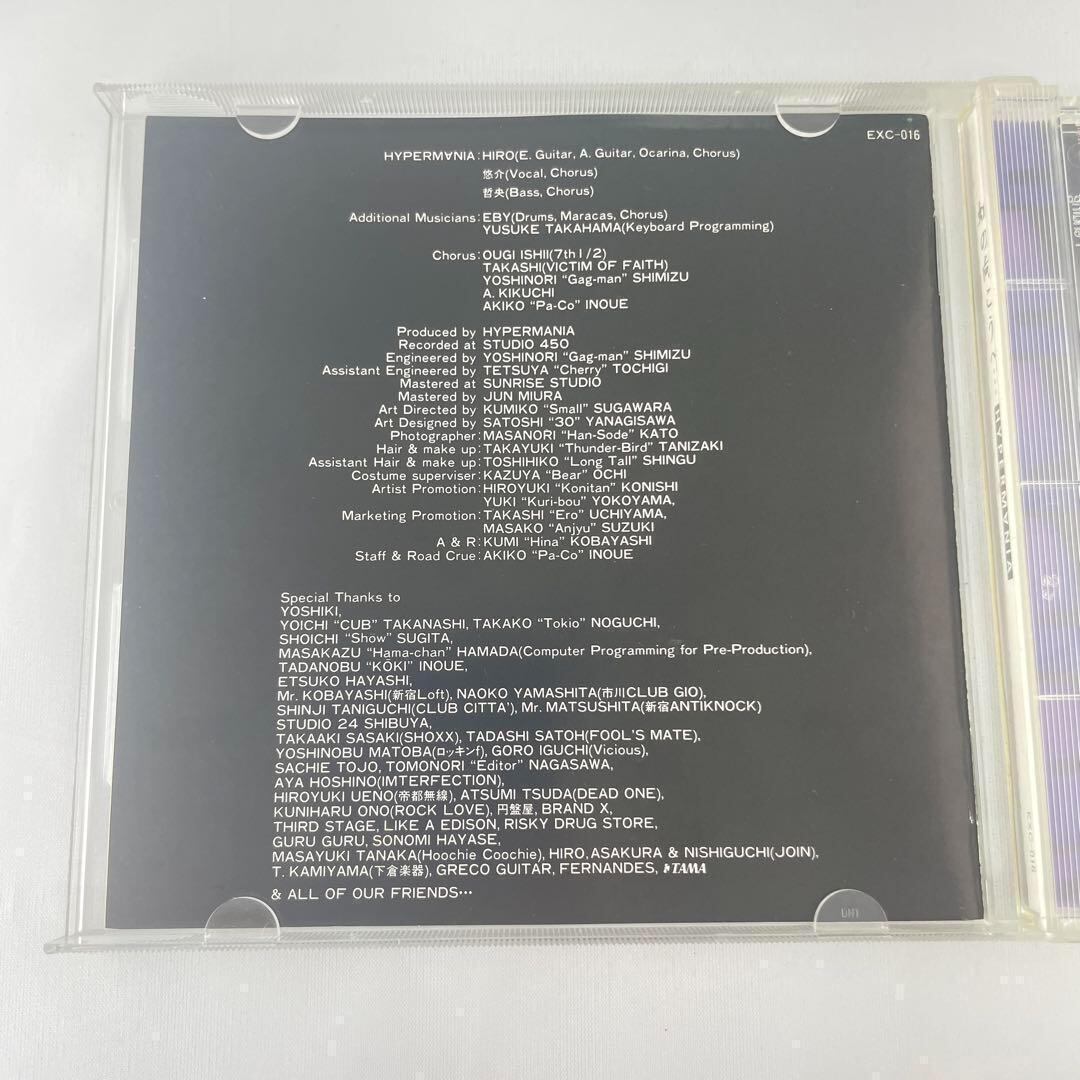 EXC-016
HYPERM∀NIA: HIRO(E. Guitar, A. Guitar, Ocarina, Chorus)
悠介(Vocal, Chorus)
哲央(Bass, Chorus)
Additional Musicians: EBY(Drums, Maracas, Chorus)
YUSUKE TAKAHAMA(Keyboard Programming)
Chorus: OUGI ISHII(7th 1/2)
TAKASHI(VICTIM OF FAITH)
YOSHINORI "Gag-man" SHIMIZU
A. KIKUCHI
AKIKO "Pa-Co" INOUE
Produced by HYPERMANIA
Recorded at STUDIO 450
Engineered by YOSHINORI "Gag-man" SHIMIZU
Assistant Engineered by TETSUYA "Cherry" TOCHIGI
Mastered at SUNRISE STUDIO
Mastered by JUN MIURA
Art Directed by KUMIKO "Small" SUGAWARA
Art Designed by SATOSHI "30" YANAGISAWA
Photographer: MASANORI "Han-Sode" KATO
Hair & make up: TAKAYUKI "Thunder-Bird" TANIZAKI
Assistant Hair & make up: TOSHIHIKO "Long Tall" SHINGU
Costume superviser: KAZUYA "Bear" OCHI
Artist Promotion: HIROYUKI "Konitan" KONISHI
YUKI "Kuri-bou" YOKOYAMA,
Marketing Promotion: TAKASHI "Ero" UCHIYAMA,
MASAKO "Anjyu" SUZUKI
A & R: KUMI "Hina" KOBAYASHI
Staff & Road Crue: AKIKO "Pa-Co" INOUE
Special Thanks to
YOSHIKI,
YOICHI "CUB" TAKANASHI, TAKAKO "Tokio" NOGUCHI,
SHOICHI "Show" SUGITA,
MASAKAZU "Hama-chan" HAMADA(Computer Programming for Pre-Production),
TADANOBU "KŌKI" INOUE,
ETSUKO HAYASHI,
Mr. KOBAYASHI(新宿Loft), NAOKO YAMASHITA(市川CLUB GIO),
SHINJI TANIGUCHI(CLUB CITTA'), Mr. MATSUSHITA(新宿ANTIKNOCK)
STUDIO 24 SHIBUYA,
TAKAAKI SASAKI(SHOXX), TADASHI SATOH(FOOL'S MATE),
YOSHINOBU MATOBA(ロッキンf), GORO IGUCHI(Vicious),
SACHIE TOJO, TOMONORI "Editor" NAGASAWA,
AYA HOSHINO(IMTERFECTION),
HIROYUKI UENO(帝都無線), ATSUMI TSUDA(DEAD ONE),
KUNIHARU ONO(ROCK LOVE), 円盤屋, BRAND X,
THIRD STAGE, LIKE A EDISON, RISKY DRUG STORE,
GURU GURU, SONOMI HAYASE,
MASAYUKI TANAKA(Hoochie Coochie), HIRO, ASAKURA & NISHIGUCHI(JOIN),
T. KAMIYAMA(下倉楽器), GRECO GUITAR, FERNANDES, TAMA
& ALL OF OUR FRIENDS…
HYPERM∀NIA
EXC-016